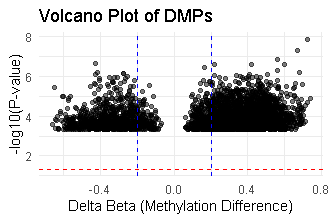 Volcano Plot of DMPs
-log10(P-value)
8
6
4
2
-0.4
0.0
0.4
0.8
Delta Beta (Methylation Difference)